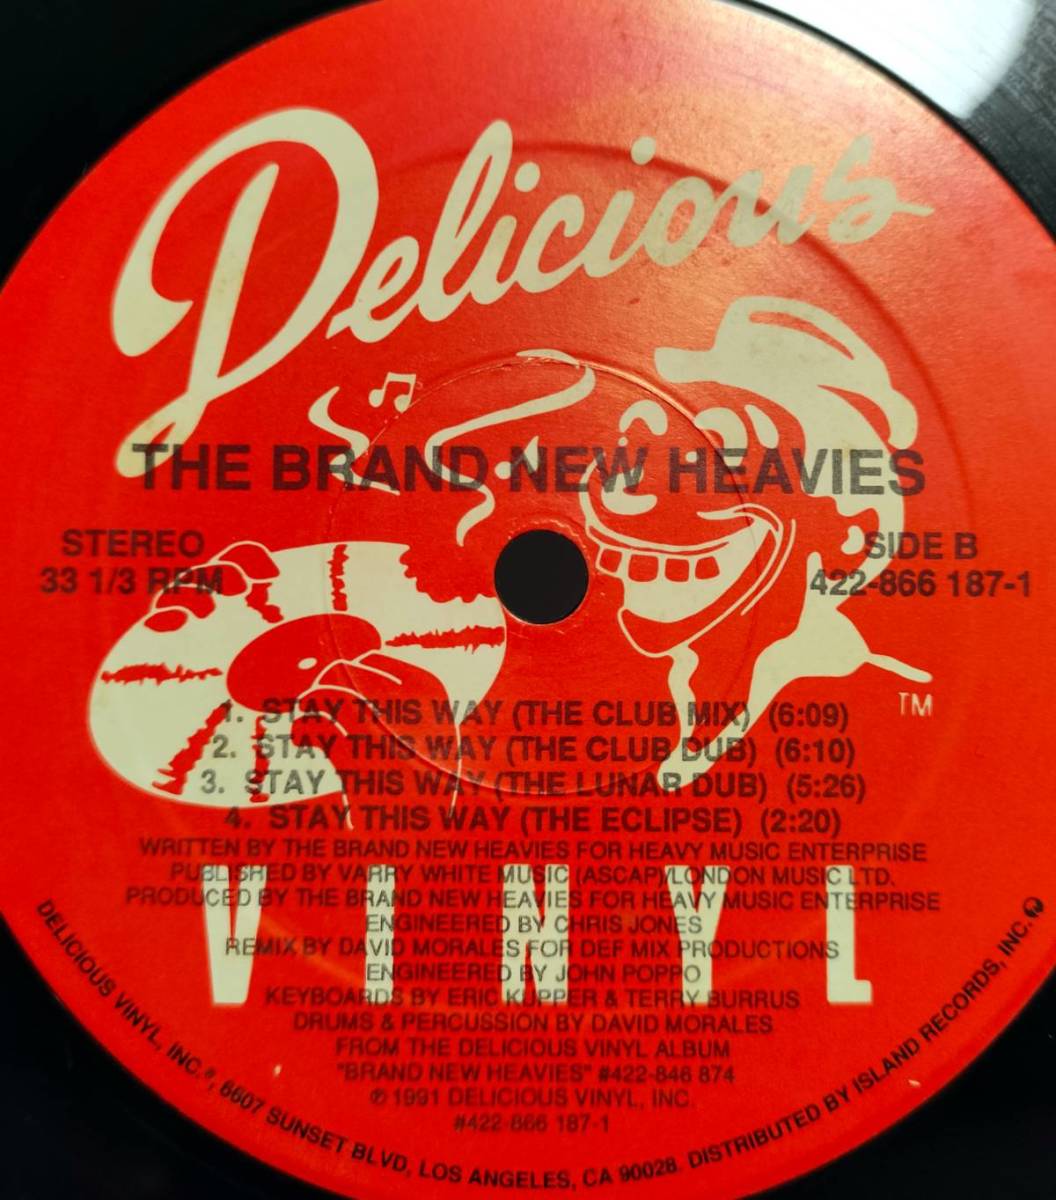 Delicious
THE BRAND NEW HEAVIES
STEREO
33 1/3 RPM
SIDE B
422-866 187-1
TM
1. STAY THIS WAY (THE CLUB MIX) (6:09)
2. STAY THIS WAY (THE CLUB DUB) (6:10)
3. STAY THIS WAY (THE LUNAR DUB) (5:26)
4. STAY THIS WAY (THE ECLIPSE) (2:20)
WRITTEN BY THE BRAND NEW HEAVIES FOR HEAVY MUSIC ENTERPRISE
PUBLISHED BY VARRY WHITE MUSIC (ASCAP)/LONDON MUSIC LTD.
PRODUCED BY THE BRAND NEW HEAVIES FOR HEAVY MUSIC ENTERPRISE
ENGINEERED BY CHRIS JONES
REMIX BY DAVID MORALES FOR DEF MIX PRODUCTIONS
ENGINEERED BY JOHN POPPO
KEYBOARDS BY ERIC KUPPER & TERRY BURRUS
DRUMS & PERCUSSION BY DAVID MORALES
FROM THE DELICIOUS VINYL ALBUM
"BRAND NEW HEAVIES" #422-846 874
℗ 1991 DELICIOUS VINYL, INC.
#422-866 187-1
VINYL
DELICIOUS VINYL, INC.®, 6607 SUNSET BLVD, LOS ANGELES, CA 90028. DISTRIBUTED BY ISLAND RECORDS, INC.